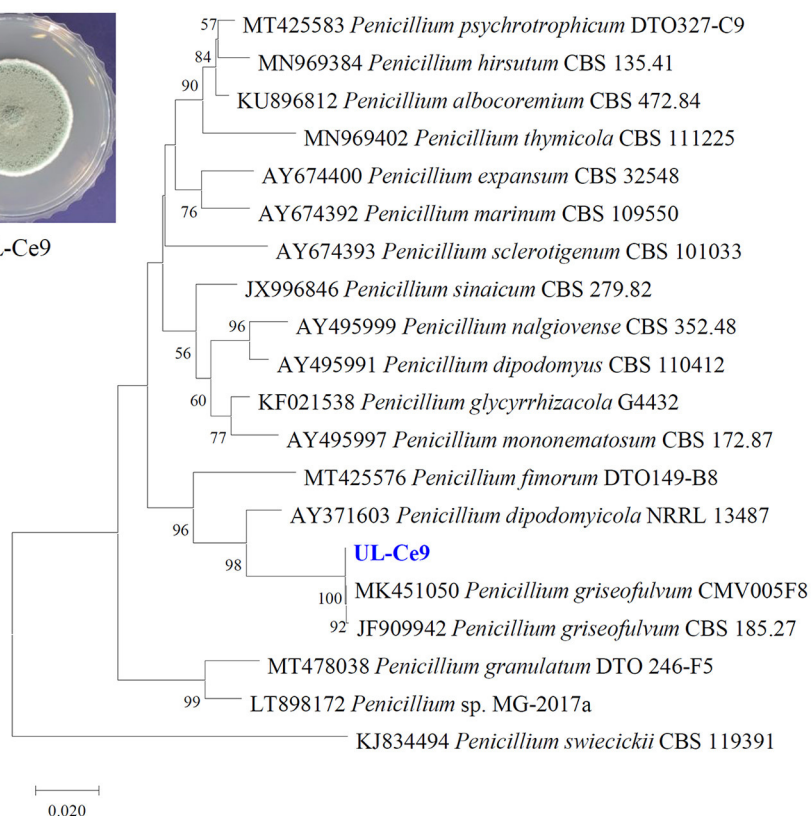 57
MT425583 Penicillium psychrotrophicum DTO327-C9
84
MN969384 Penicillium hirsutum CBS 135.41
90
KU896812 Penicillium albocoremium CBS 472.84
MN969402 Penicillium thymicola CBS 111225
AY674400 Penicillium expansum CBS 32548
76
AY674392 Penicillium marinum CBS 109550
-Ce9
AY674393 Penicillium sclerotigenum CBS 101033
JX996846 Penicillium sinaicum CBS 279.82
96
AY495999 Penicillium nalgiovense CBS 352.48
56
AY495991 Penicillium dipodomyus CBS 110412
60
KF021538 Penicillium glycyrrhizacola G4432
77
AY495997 Penicillium mononematosum CBS 172.87
MT425576 Penicillium fimorum DTO149-B8
96
AY371603 Penicillium dipodomyicola NRRL 13487
98
UL-Ce9
100
MK451050 Penicillium griseofulvum CMV005F8
92
JF909942 Penicillium griseofulvum CBS 185.27
MT478038 Penicillium granulatum DTO 246-F5
99
LT898172 Penicillium sp. MG-2017a
KJ834494 Penicillium swiecickii CBS 119391
0.020